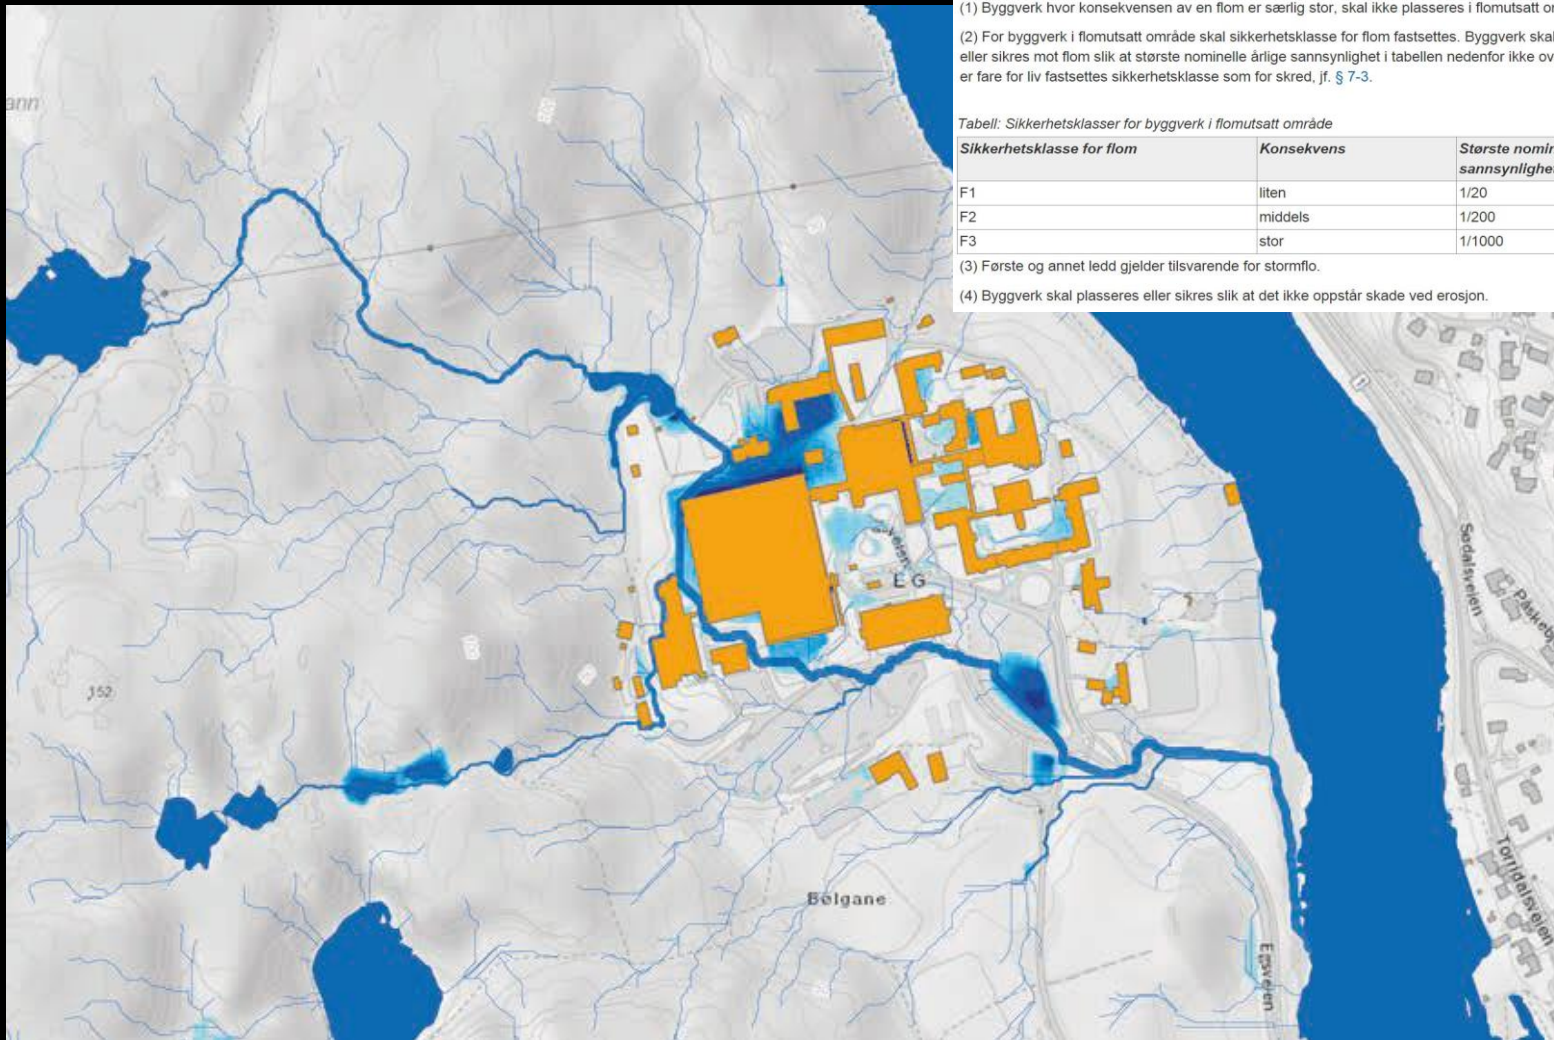 (1) Byggverk hvor konsekvensen av en flom er særlig stor, skal ikke plasseres i flomutsatt
(2) For byggverk i flomutsatt område skal sikkerhetsklasse for flom fastsettes. Byggverk skal
eller sikres mot flom slik at største nominelle årlige sannsynlighet i tabellen nedenfor ikke
er fare for liv fastsettes sikkerhetsklasse som for skred, jf. § 7-3.
Tabell: Sikkerhetsklasser for byggverk i flomutsatt område
Sikkerhetsklasse for flom Konsekvens Største
F1 liten 1/20
F2 middels 1/200
F3 stor 1/1000
(3) Første og annet ledd gjelder tilsvarende for stormflo.
(4) Byggverk skal plasseres eller sikres slik at det ikke oppstår skade ved erosjon.
EG
Sødalsveien
152
Bølgane
Torridalsveien
Egsveien